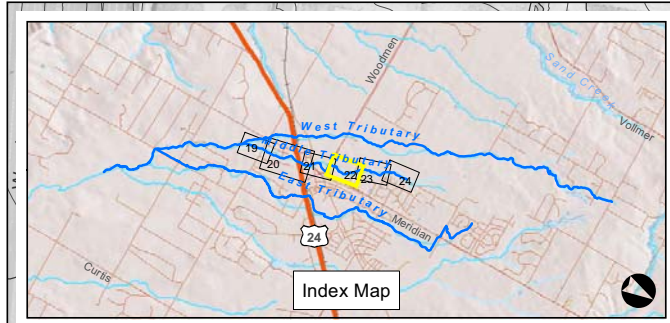 Woodmen
Sand Creek
Vollmer
West Tributary
Middle Tributary
19
20
22
23
24
East Tributary
Meridian
24
Curtis
Index Map